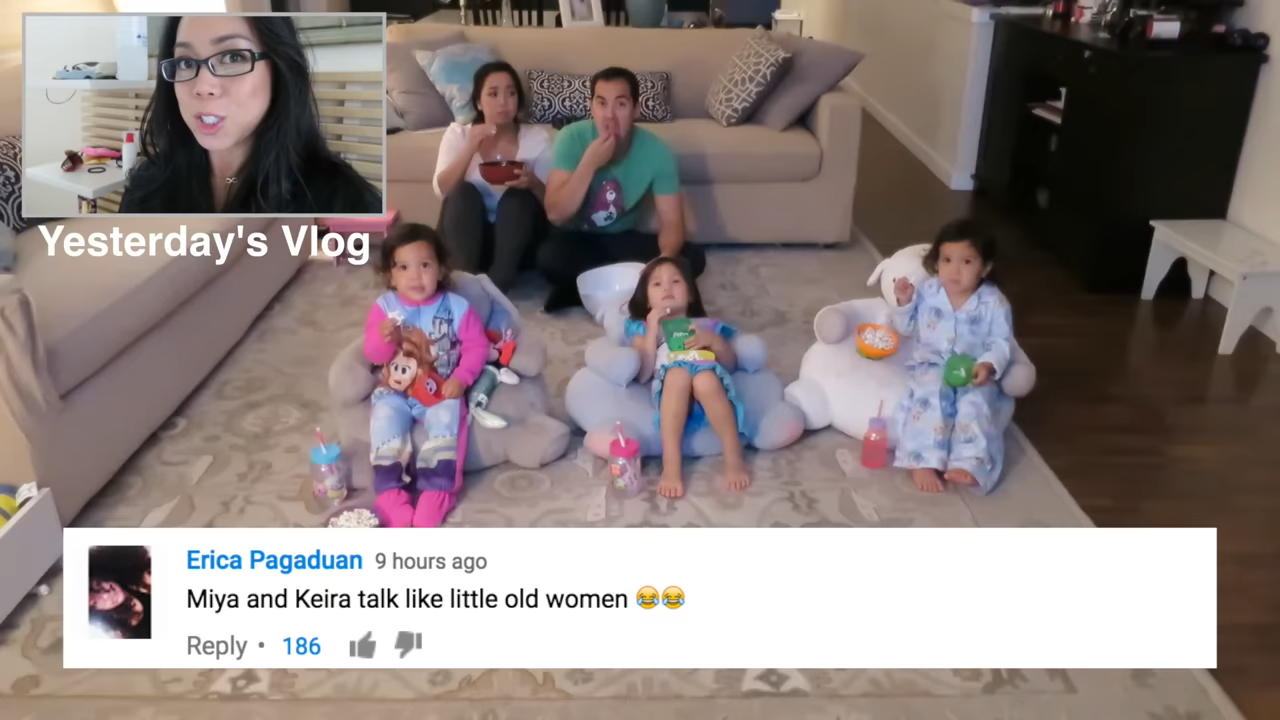 Yesterday's Vlog
Erica Pagaduan 9 hours ago
Miya and Keira talk like little old women 😂😂
Reply • 186